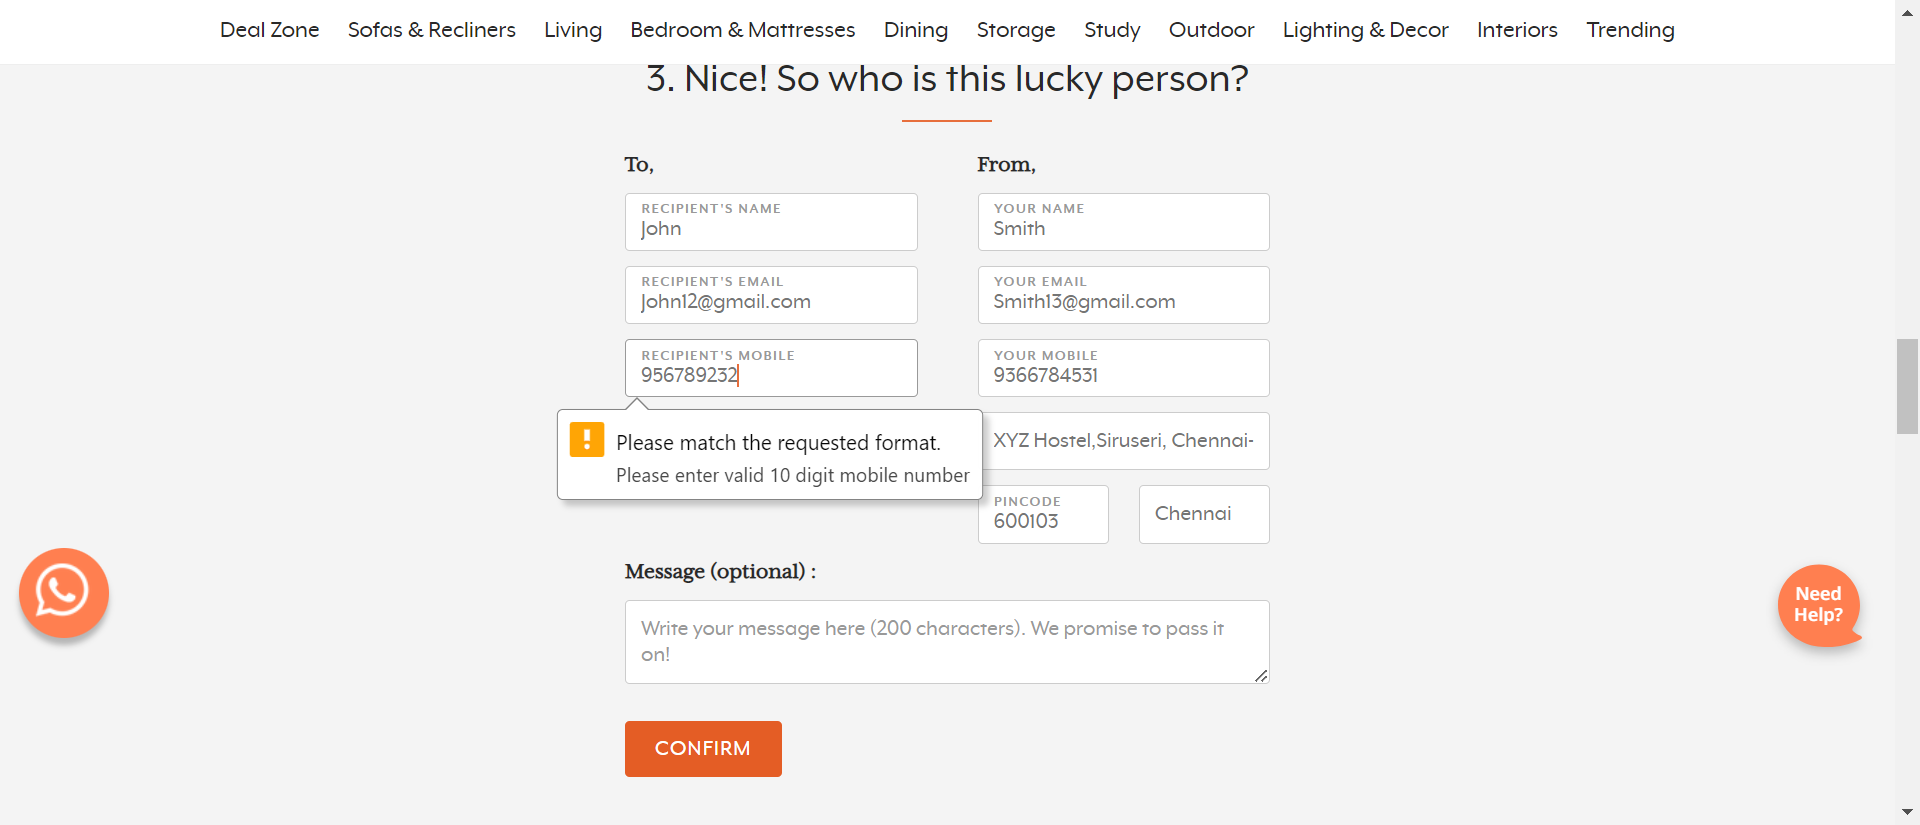 Deal Zone Sofas & Recliners Living Bedroom & Mattresses Dining Storage Study Outdoor Lighting & Decor Interiors Trending
3. Nice! So who is this lucky person?
To,
RECIPIENT'S NAME
John
RECIPIENT'S EMAIL
John12@gmail.com
RECIPIENT'S MOBILE
956789232
Please match the requested format.
Please enter valid 10 digit mobile number
From,
YOUR NAME
Smith
YOUR EMAIL
Smith13@gmail.com
YOUR MOBILE
9366784531
XYZ Hostel,Siruseri, Chennai-
PINCODE
600103
Chennai
Message (optional) :
Write your message here (200 characters). We promise to pass it
on!
CONFIRM
Need
Help?